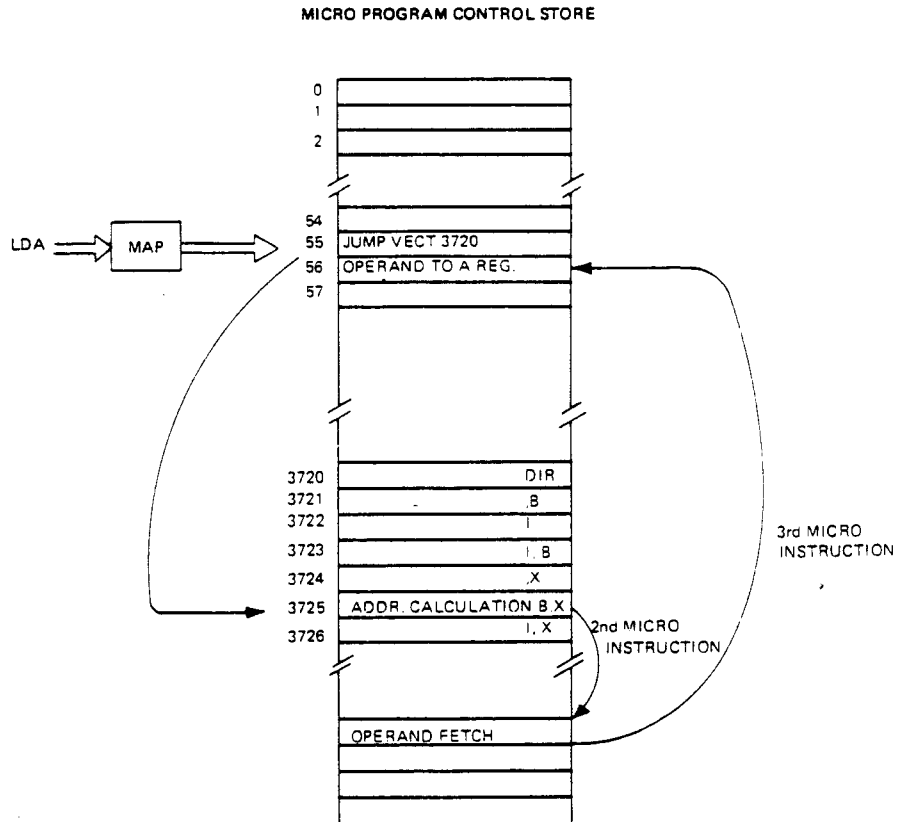 MICRO PROGRAM CONTROL STORE
0
1
2
54
LDA
MAP
55 JUMP VECT 3720
56 OPERAND TO A REG.
57
3720 DIR
3721 ,B
3722 I
3723 I, B
3724 ,X
3725 ADDR. CALCULATION B,X
3726 I, X
2nd MICRO
INSTRUCTION
3rd MICRO
INSTRUCTION
OPERAND FETCH